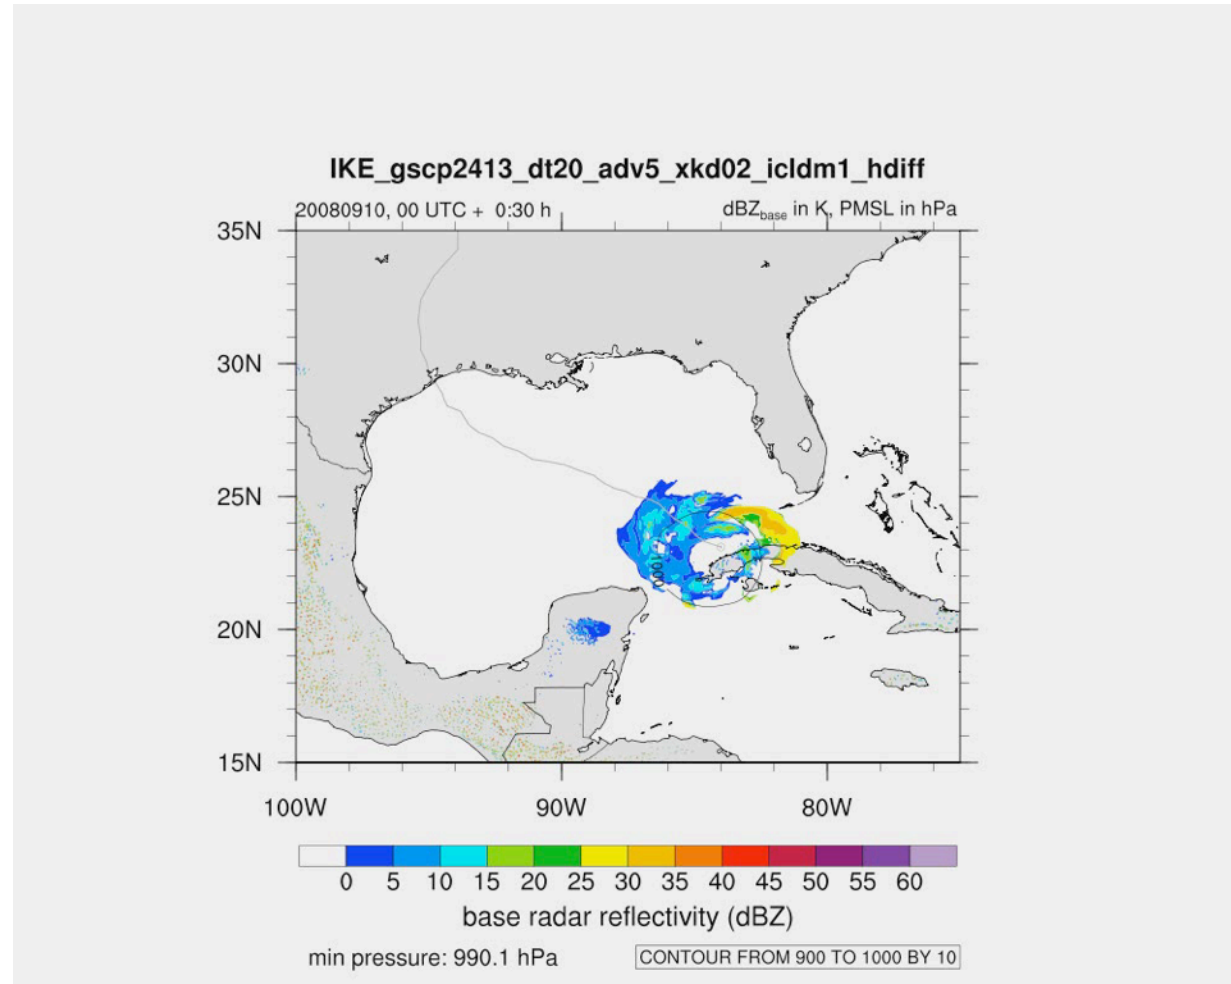 IKE_gscp2413_dt20_adv5_xkd02_icldm1_hdiff
20080910, 00 UTC + 0:30 h
dBZbase in K, PMSL in hPa
35N
30N
25N
20N
15N
1000
100W 90W 80W
0 5 10 15 20 25 30 35 40 45 50 55 60
base radar reflectivity (dBZ)
min pressure: 990.1 hPa
CONTOUR FROM 900 TO 1000 BY 10